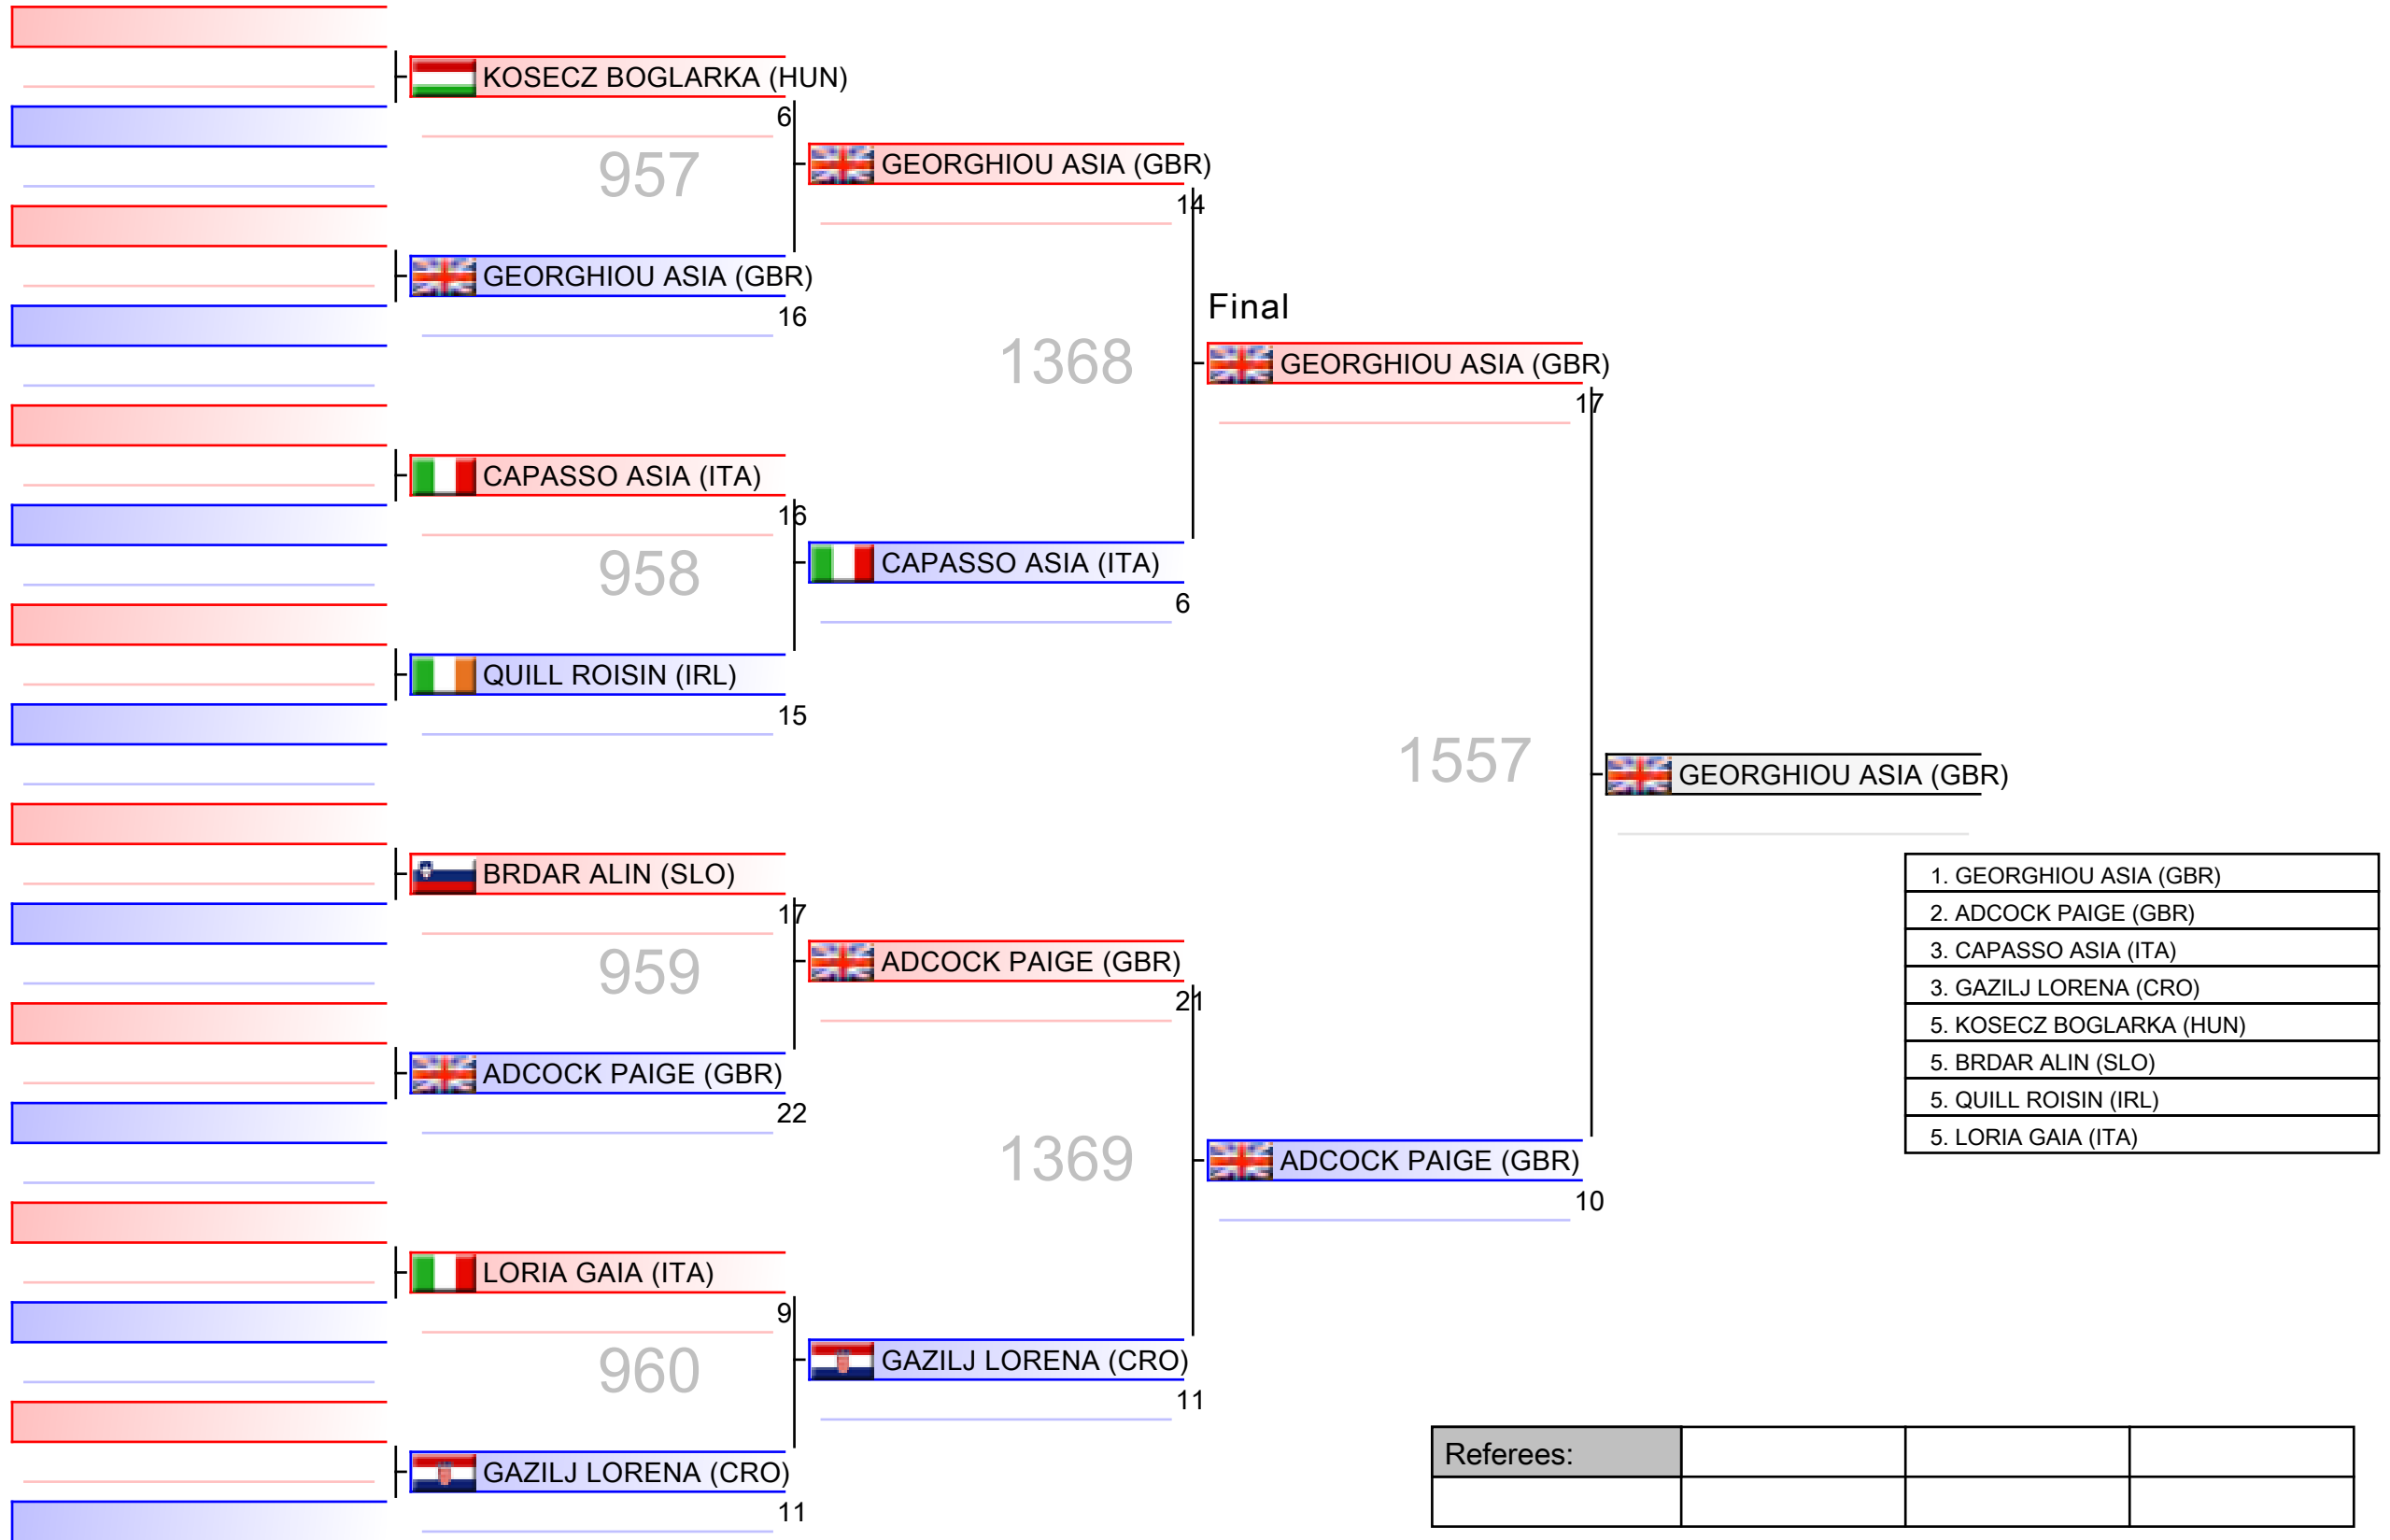 KOSECZ BOGLARKA (HUN)
6
957
GEORGHIOU ASIA (GBR)
16
CAPASSO ASIA (ITA)
16
958
QUILL ROISIN (IRL)
15
BRDAR ALIN (SLO)
17
959
ADCOCK PAIGE (GBR)
22
LORIA GAIA (ITA)
9
960
GAZILJ LORENA (CRO)
11
GEORGHIOU ASIA (GBR)
14
1368
CAPASSO ASIA (ITA)
6
ADCOCK PAIGE (GBR)
21
1369
GAZILJ LORENA (CRO)
11
Final
GEORGHIOU ASIA (GBR)
17
1557
ADCOCK PAIGE (GBR)
10
GEORGHIOU ASIA (GBR)
1. GEORGHIOU ASIA (GBR)
2. ADCOCK PAIGE (GBR)
3. CAPASSO ASIA (ITA)
3. GAZILJ LORENA (CRO)
5. KOSECZ BOGLARKA (HUN)
5. BRDAR ALIN (SLO)
5. QUILL ROISIN (IRL)
5. LORIA GAIA (ITA)
Referees: